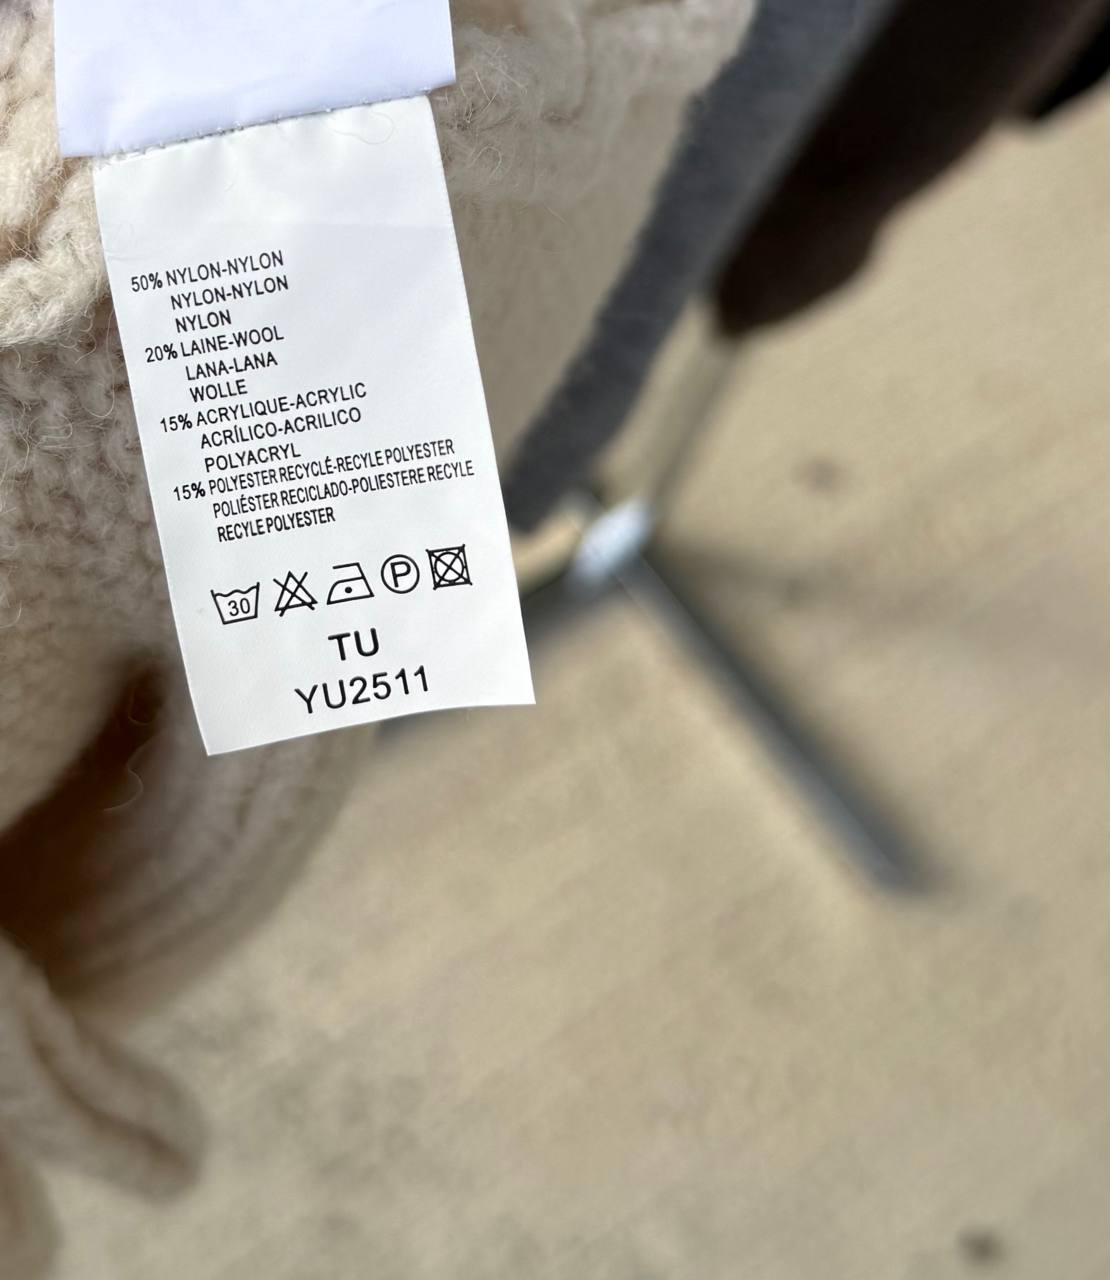 50% NYLON-NYLON
NYLON-NYLON
NYLON
20% LAINE-WOOL
LANA-LANA
WOLLE
15% ACRYLIQUE-ACRYLIC
ACRÍLICO-ACRILICO
POLYACRYL
15% POLYESTER RECYCLÉ-RECYLE POLYESTER
POLIÉSTER RECICLADO-POLIESTERE RECYLE
RECYLE POLYESTER
30 P
TU
YU2511